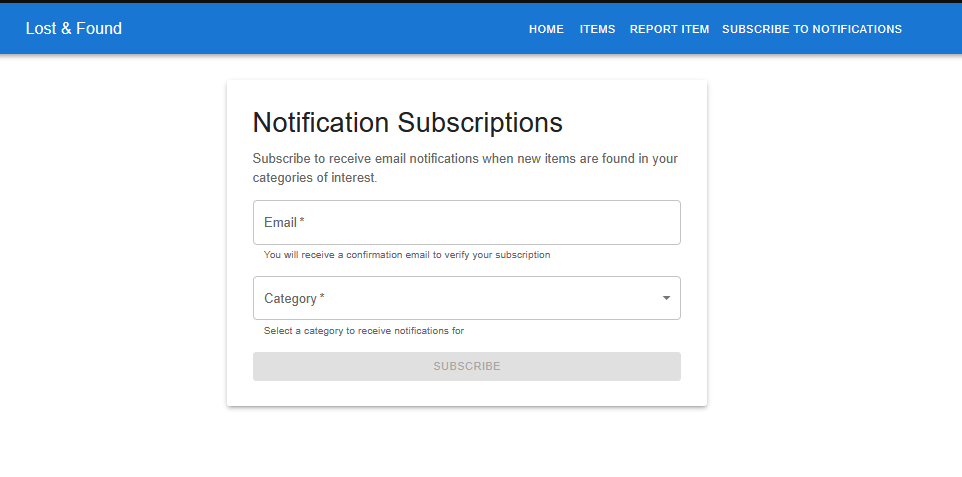 Lost & Found
HOME ITEMS REPORT ITEM SUBSCRIBE TO NOTIFICATIONS
Notification Subscriptions
Subscribe to receive email notifications when new items are found in your
categories of interest.
Email *
You will receive a confirmation email to verify your subscription
Category *
Select a category to receive notifications for
SUBSCRIBE